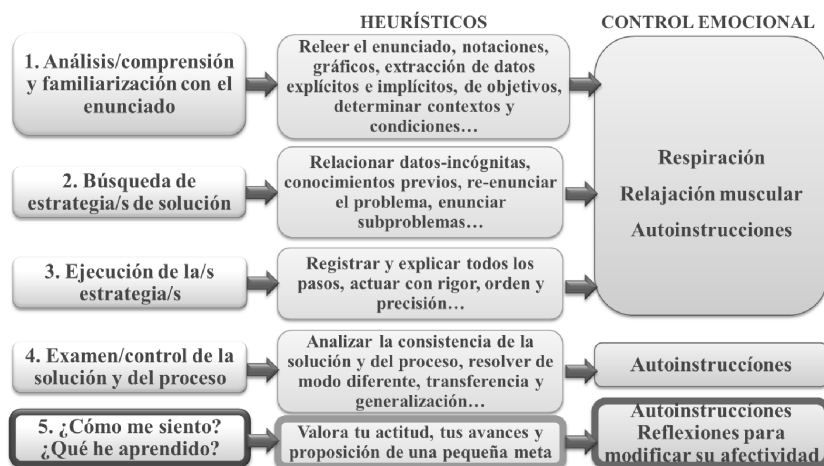 HEURÍSTICOS
CONTROL EMOCIONAL
1. Análisis/comprensión
y familiarización con el
enunciado
Releer el enunciado, notaciones,
gráficos, extracción de datos
explícitos e implícitos, de objetivos,
determinar contextos y
condiciones…
Respiración
Relajación muscular
Autoinstrucciones
2. Búsqueda de
estrategia/s de solución
Relacionar datos-incógnitas,
conocimientos previos, re-enunciar
el problema, enunciar
subproblemas…
3. Ejecución de la/s
estrategia/s
Registrar y explicar todos los
pasos, actuar con rigor, orden y
precisión…
4. Examen/control de la
solución y del proceso
Analizar la consistencia de la
solución y del proceso, resolver de
modo diferente, transferencia y
generalización…
Autoinstrucciones
5. ¿Cómo me siento?
¿Qué he aprendido?
Valora tu actitud, tus avances y
proposición de una pequeña meta
Autoinstrucciones
Reflexiones para
modificar su afectividad